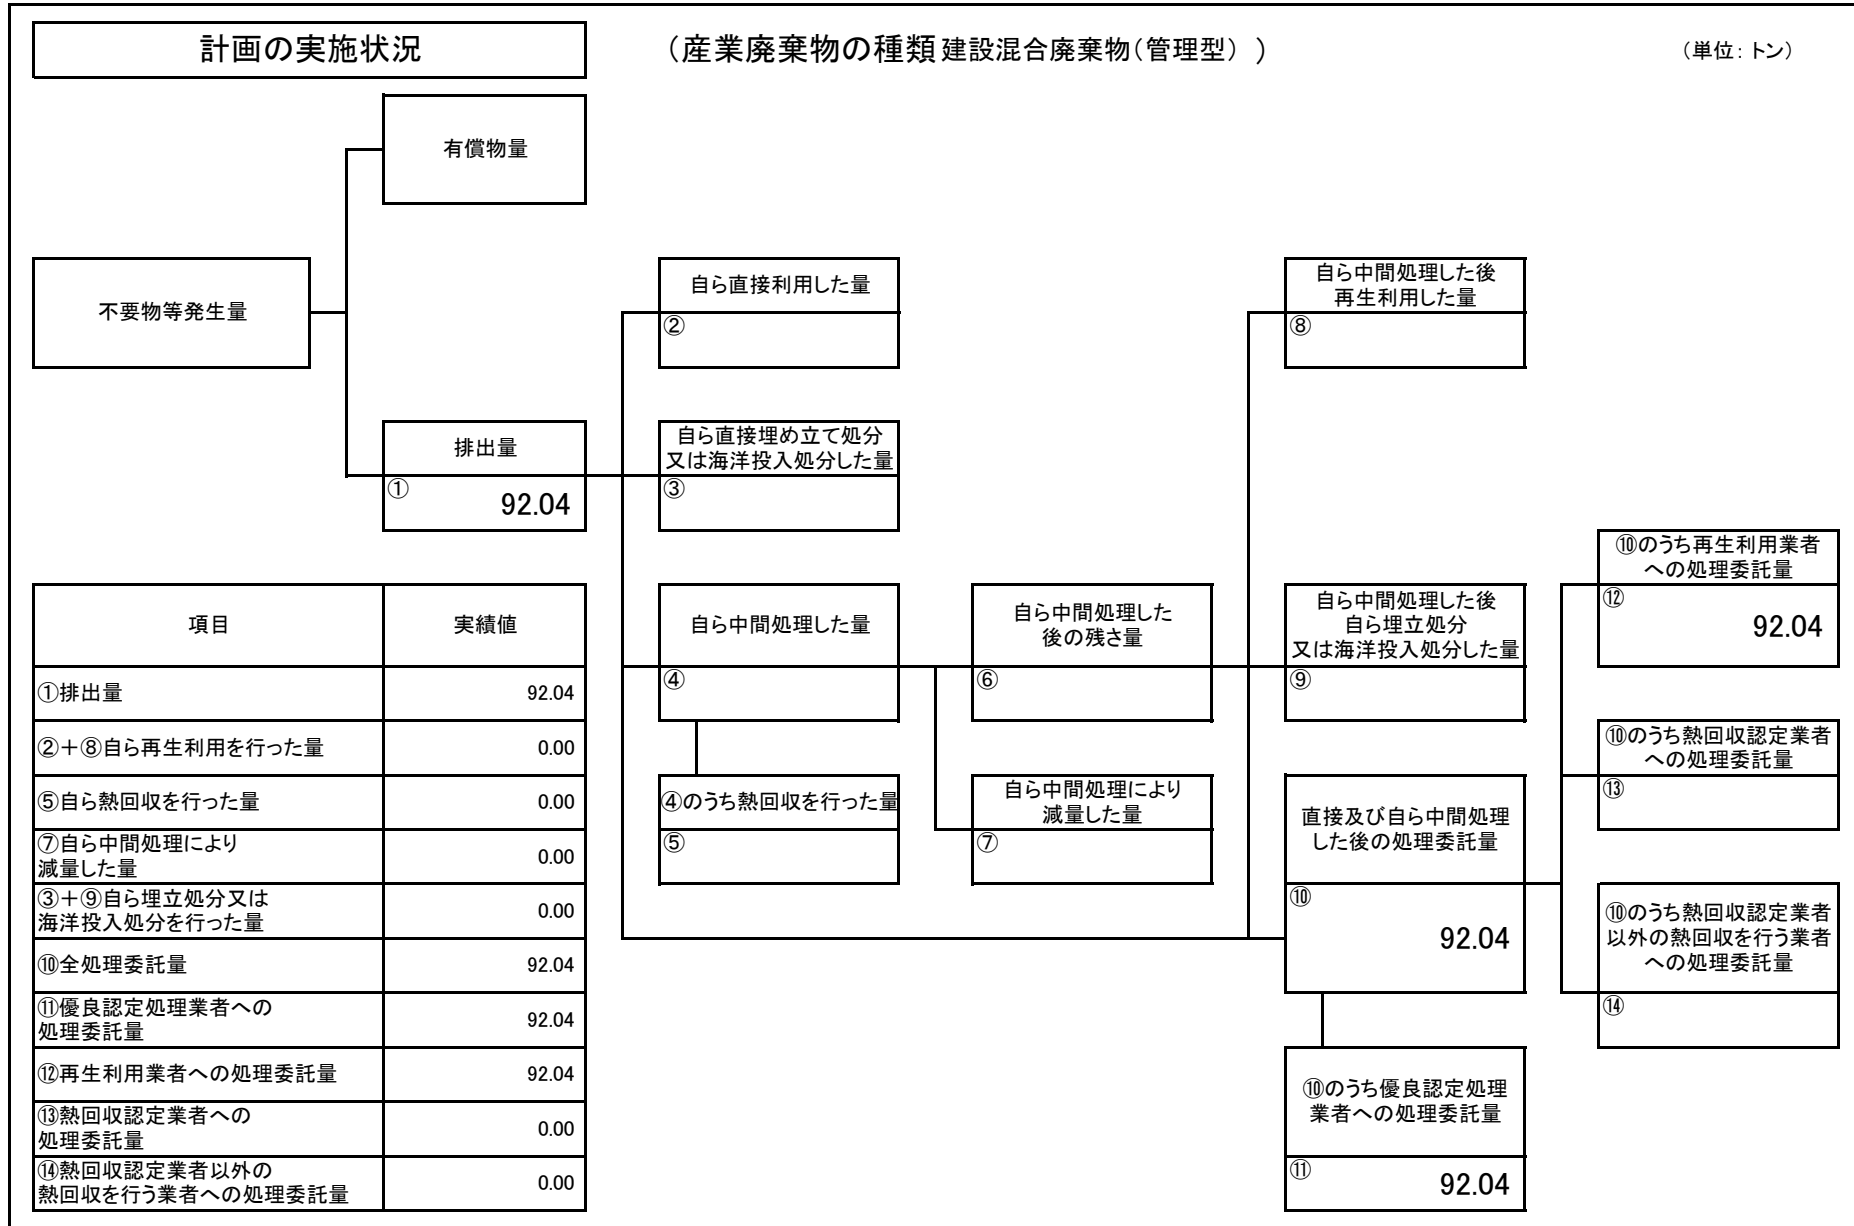 計画の実施状況
（産業廃棄物の種類 建設混合廃棄物（管理型） ）
（単位：トン）
有償物量
不要物等発生量
自ら直接利用した量
②
自ら中間処理した後
再生利用した量
⑧
排出量
① 92.04
自ら直接埋め立て処分
又は海洋投入処分した量
③
⑩のうち再生利用業者
への処理委託量
⑫ 92.04
自ら中間処理した量
④
自ら中間処理した
後の残さ量
⑥
自ら中間処理した後
自ら埋立処分
又は海洋投入処分した量
⑨
⑩のうち熱回収認定業者
への処理委託量
⑬
④のうち熱回収を行った量
⑤
自ら中間処理により
減量した量
⑦
直接及び自ら中間処理
した後の処理委託量
⑩ 92.04
⑩のうち熱回収認定業者
以外の熱回収を行う業者
への処理委託量
⑭
⑩のうち優良認定処理
業者への処理委託量
⑪ 92.04
項目 実績値
①排出量 92.04
②＋⑧自ら再生利用を行った量 0.00
⑤自ら熱回収を行った量 0.00
⑦自ら中間処理により
減量した量 0.00
③＋⑨自ら埋立処分又は
海洋投入処分を行った量 0.00
⑩全処理委託量 92.04
⑪優良認定処理業者への
処理委託量 92.04
⑫再生利用業者への処理委託量 92.04
⑬熱回収認定業者への
処理委託量 0.00
⑭熱回収認定業者以外の
熱回収を行う業者への処理委託量 0.00